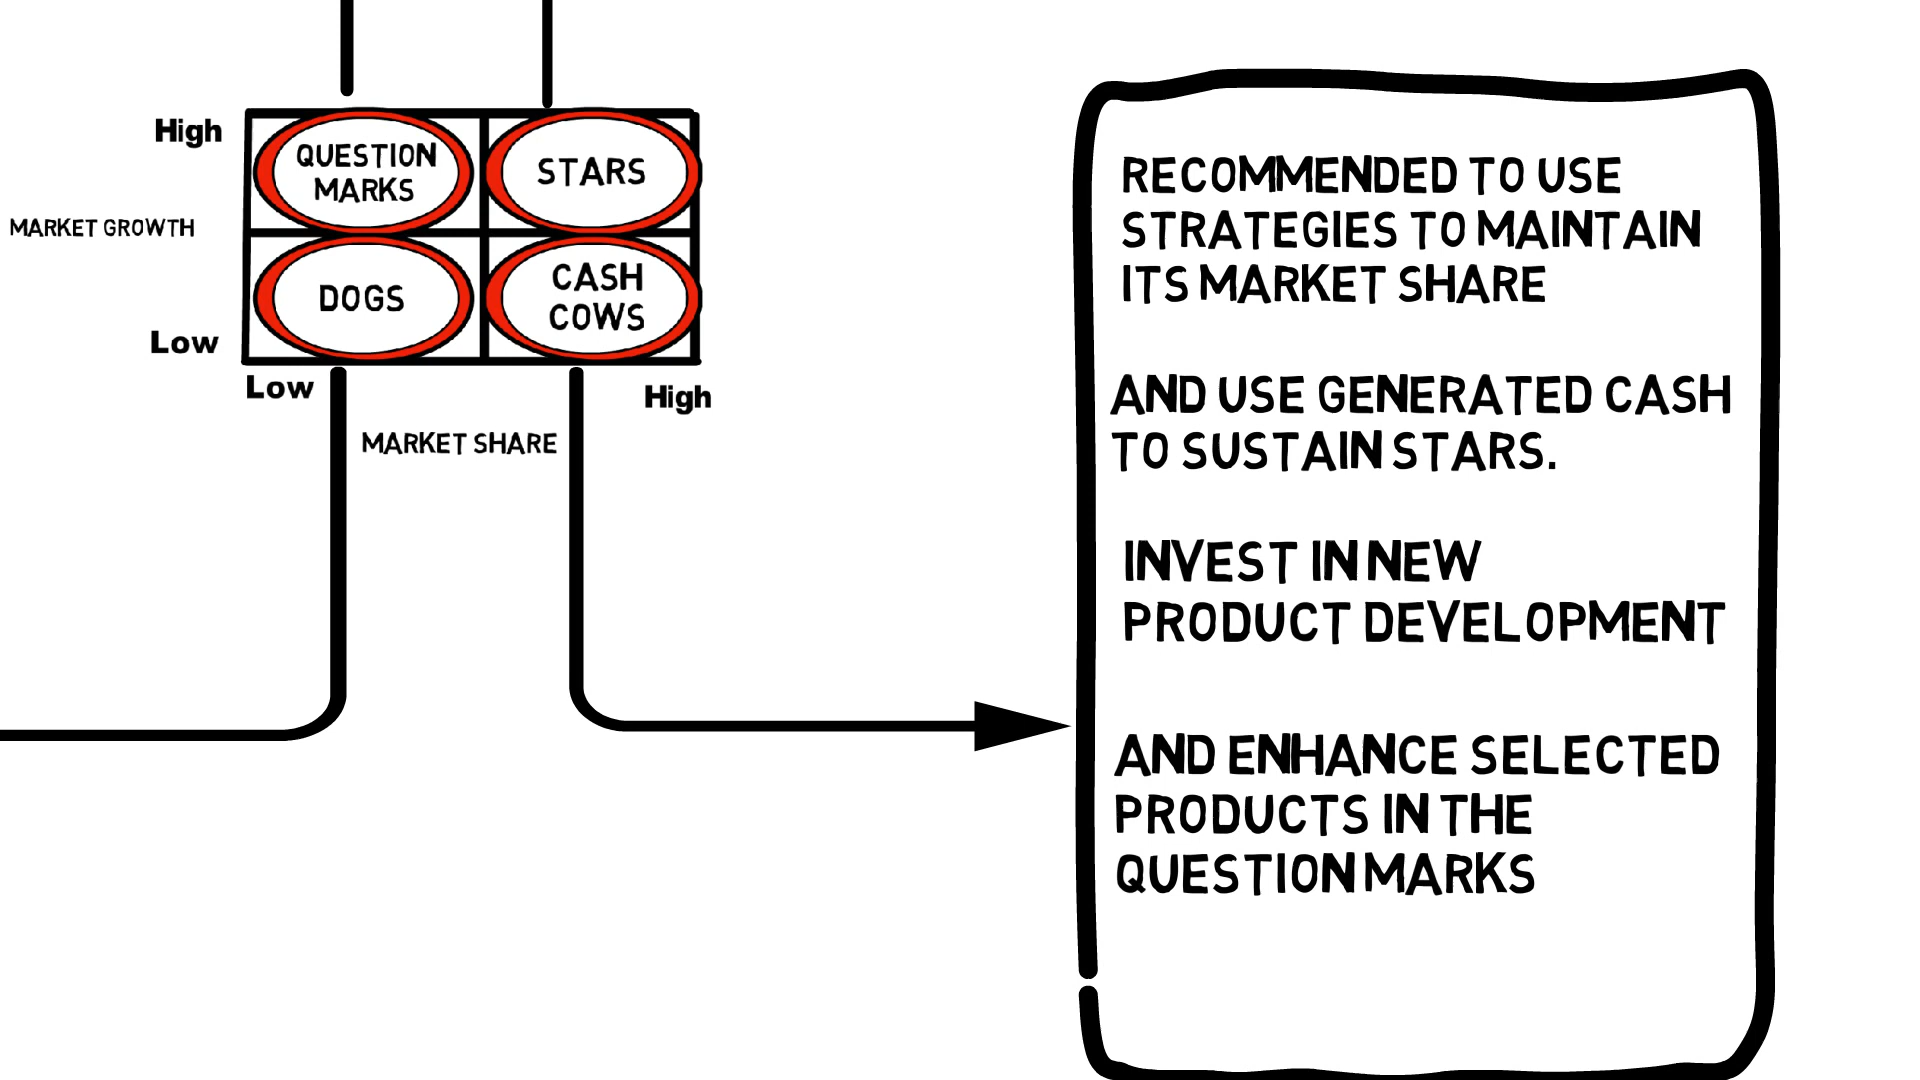 High
QUESTION
MARKS
STARS
MARKET GROWTH
DOGS
CASH
COWS
Low
Low
High
MARKET SHARE
RECOMMENDED TO USE
STRATEGIES TO MAINTAIN
ITS MARKET SHARE
AND USE GENERATED CASH
TO SUSTAIN STARS.
INVEST IN NEW
PRODUCT DEVELOPMENT
AND ENHANCE SELECTED
PRODUCTS IN THE
QUESTION MARKS